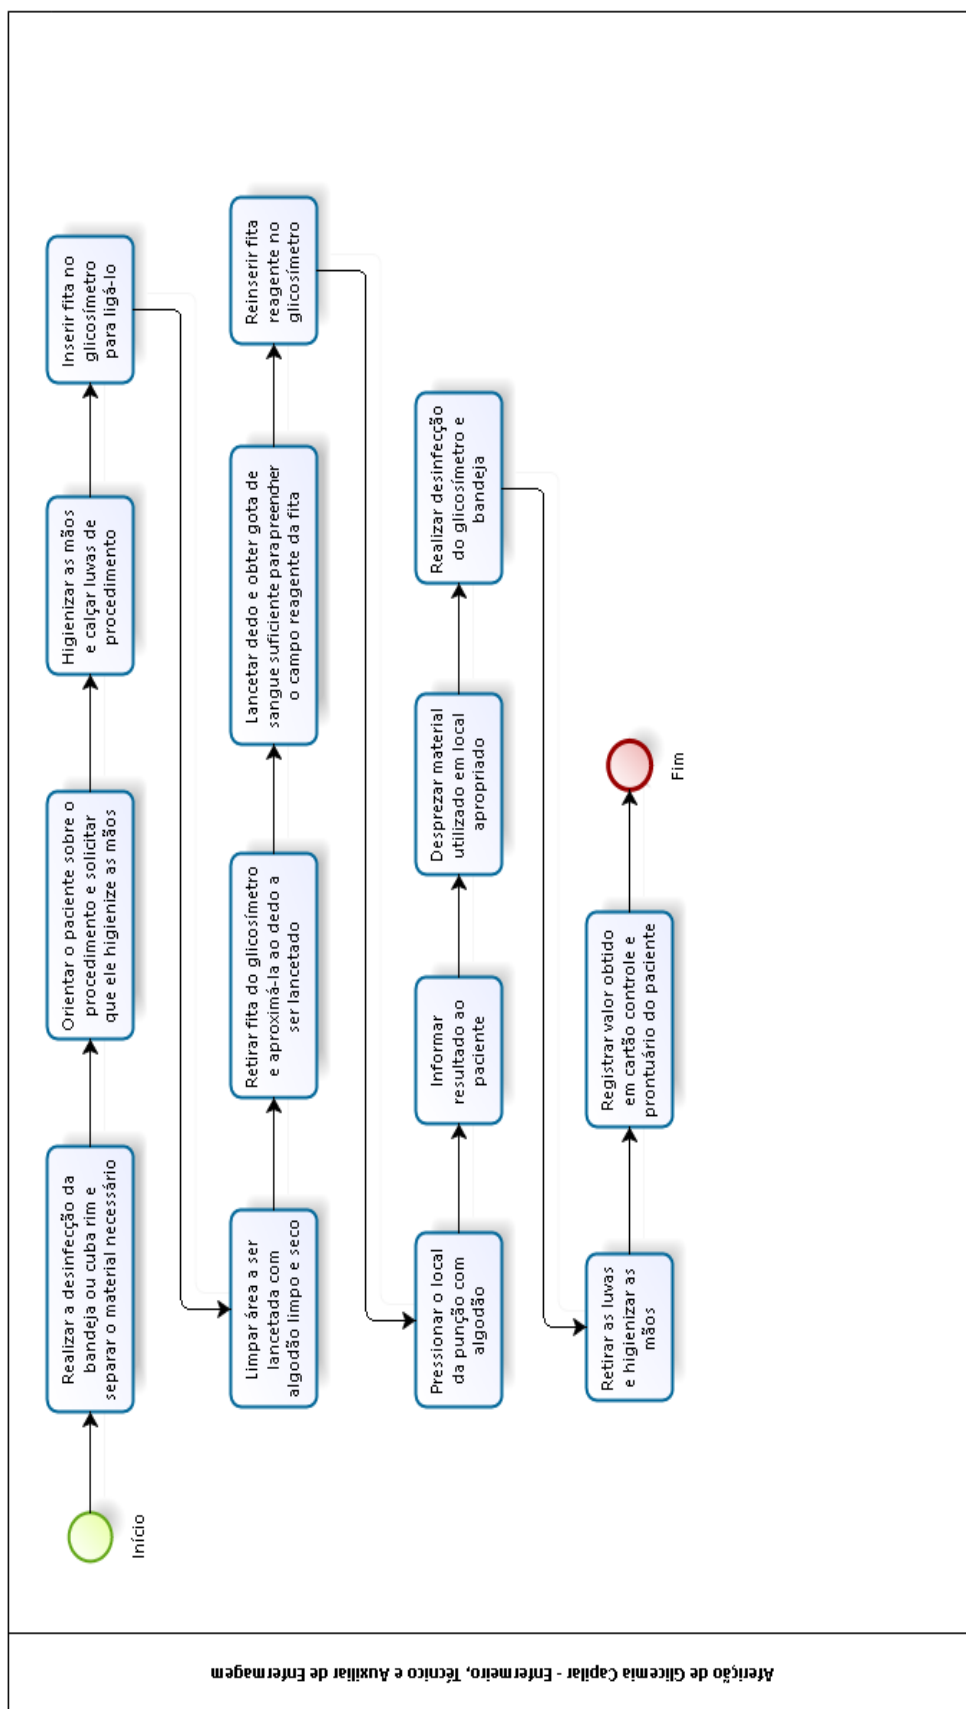 Aferição de Glicemia Capilar - Enfermeiro, Técnico e Auxiliar de Enfermagem
Início
Realizar a desinfecção da
bandeja ou cuba rim e
separar o material necessário
Orientar o paciente sobre o
procedimento e solicitar
que ele higienize as mãos
Higienizar as mãos
e calçar luvas de
procedimento
Inserir fita no
glicosímetro
para ligá-lo
Limpar área a ser
lancetada com
algodão limpo e seco
Retirar fita do glicosímetro
e aproximá-la ao dedo a
ser lancetado
Lancetar dedo e obter gota de
sangue suficiente para preencher
o campo reagente da fita
Reinserir fita
reagente no
glicosímetro
Pressionar o local
da punção com
algodão
Informar
resultado ao
paciente
Desprezar material
utilizado em local
apropriado
Realizar desinfecção
do glicosímetro e
bandeja
Retirar as luvas
e higienizar as
mãos
Registrar valor obtido
em cartão controle e
prontuário do paciente
Fim